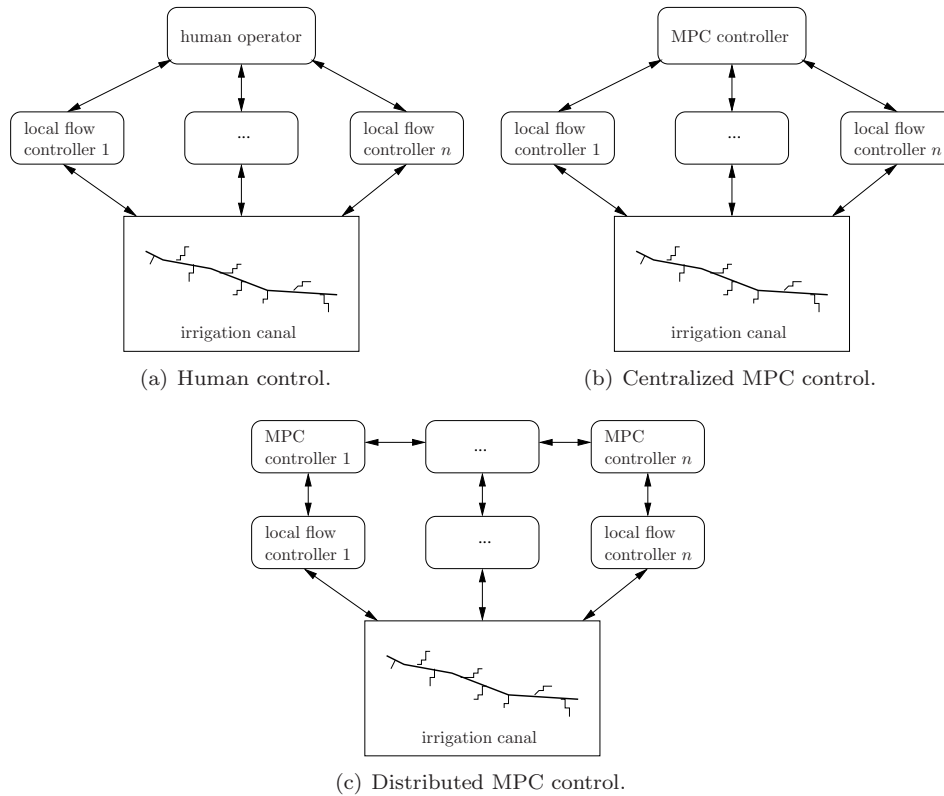 human operator
local flow
controller 1
...
local flow
controller n
irrigation canal
(a) Human control.
MPC controller
local flow
controller 1
...
local flow
controller n
irrigation canal
(b) Centralized MPC control.
MPC
controller 1
...
MPC
controller n
local flow
controller 1
...
local flow
controller n
irrigation canal
(c) Distributed MPC control.